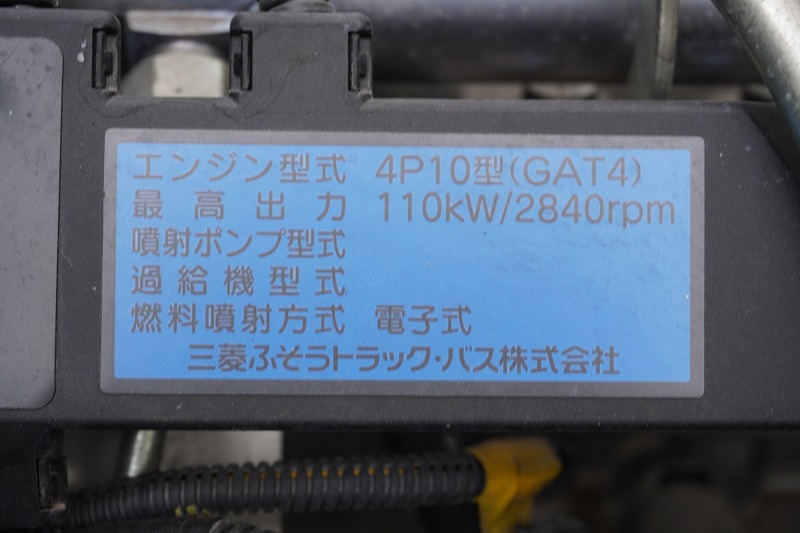 エンジン型式 4P10型(GAT4)
最高出力 110kW/2840rpm
噴射ポンプ型式
過給機型式
燃料噴射方式 電子式
三菱ふそうトラック・バス株式会社